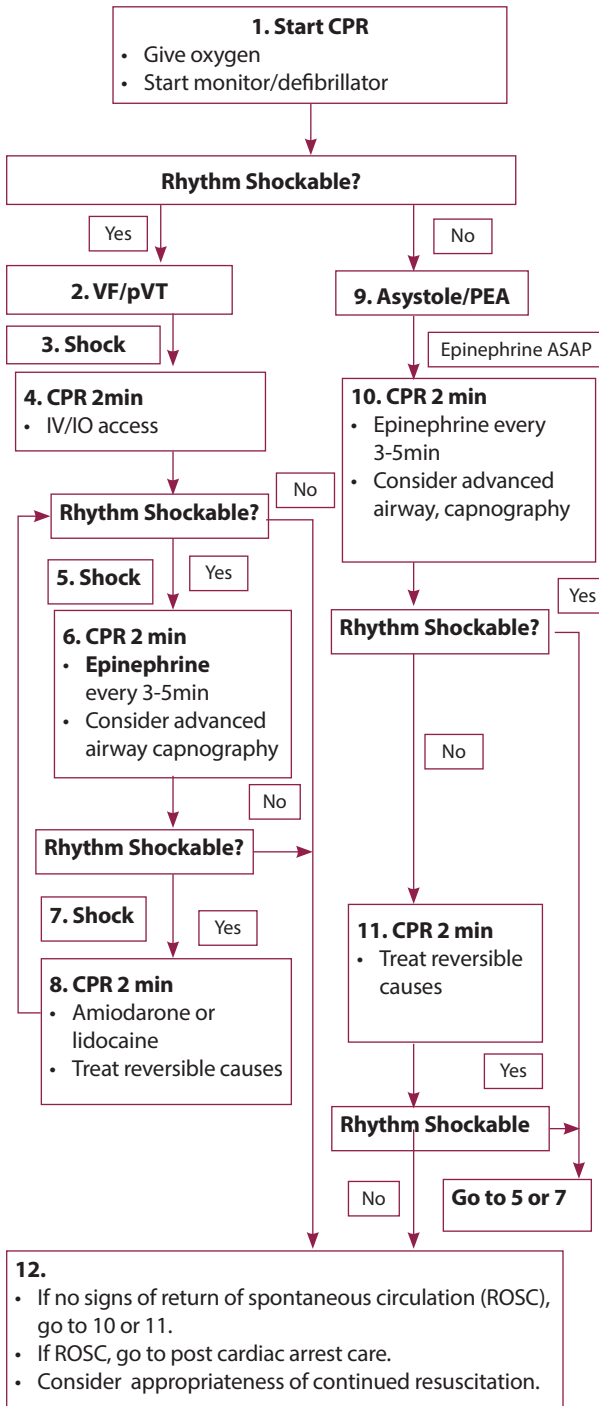 1. Start CPR
• Give oxygen
• Start monitor/defibrillator
Rhythm Shockable?
Yes
No
2. VF/pVT
9. Asystole/PEA
3. Shock
Epinephrine ASAP
4. CPR 2min
• IV/IO access
10. CPR 2 min
• Epinephrine every
3-5min
• Consider advanced
airway, capnography
No
Rhythm Shockable?
5. Shock
Yes
Yes
6. CPR 2 min
• Epinephrine
every 3-5min
• Consider advanced
airway capnography
Rhythm Shockable?
No
No
Rhythm Shockable?
7. Shock
Yes
11. CPR 2 min
• Treat reversible
causes
8. CPR 2 min
• Amiodarone or
lidocaine
• Treat reversible causes
Yes
Rhythm Shockable
No
Go to 5 or 7
12.
• If no signs of return of spontaneous circulation (ROSC),
go to 10 or 11.
• If ROSC, go to post cardiac arrest care.
• Consider appropriateness of continued resuscitation.